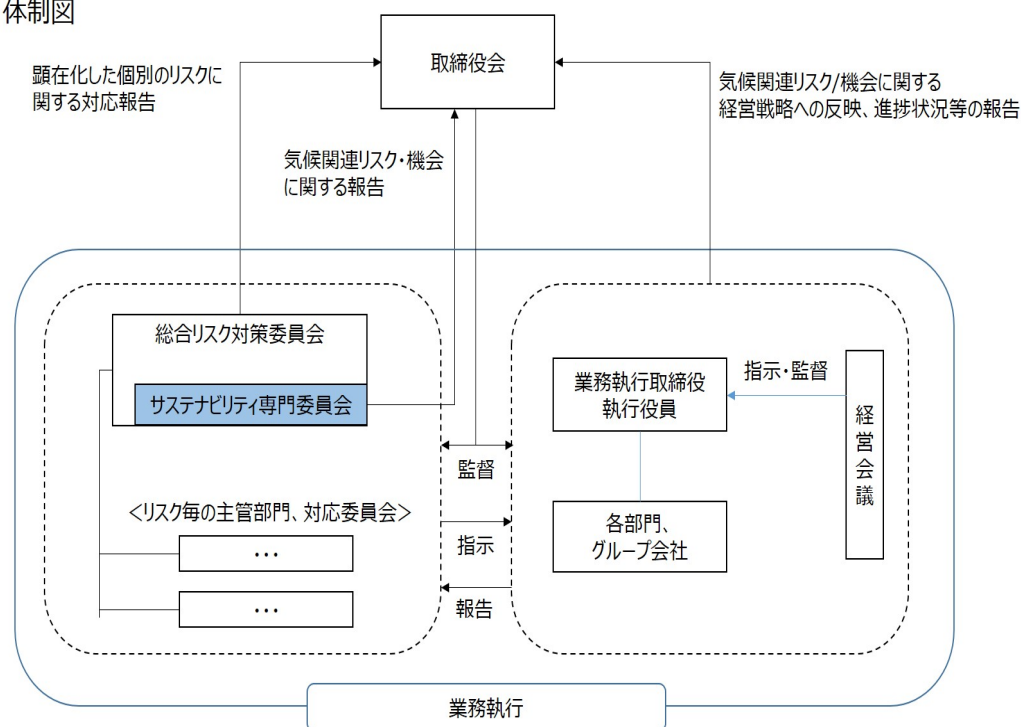 体制図
取締役会
顕在化した個別のリスクに
関する対応報告
気候関連リスク/機会に関する
経営戦略への反映、進捗状況等の報告
気候関連リスク・機会
に関する報告
総合リスク対策委員会
サステナビリティ専門委員会
<リスク毎の主管部門、対応委員会>
…
…
監督
指示
報告
業務執行取締役
執行役員
指示・監督
各部門、
グループ会社
経営会議
業務執行